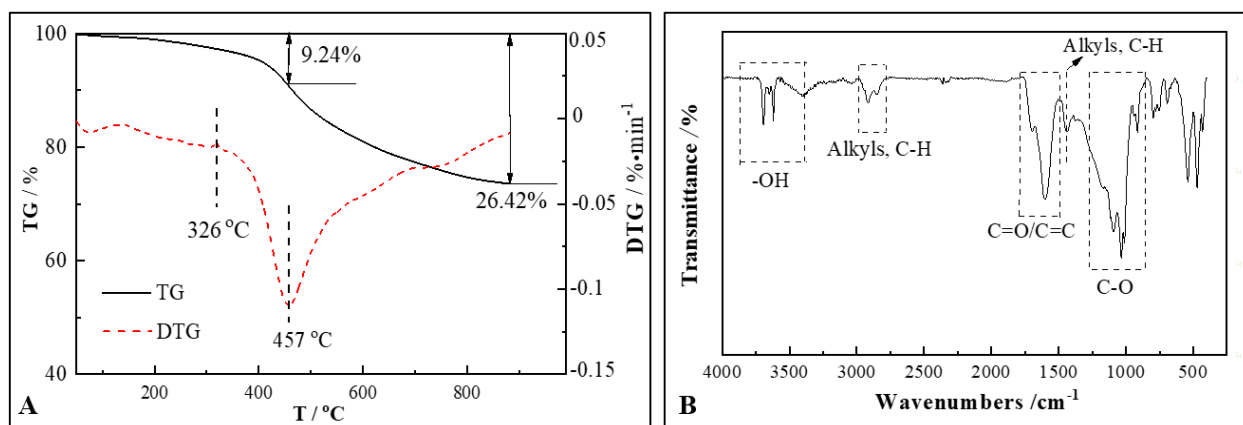 100
80
60
40
TG / %
9.24%
26.42%
326 °C
457 °C
TG
DTG
200
400
600
800
T / °C
0.05
0
-0.05
-0.1
-0.15
DTG / %•min⁻¹
A
Transmittance /%
Alkyls, C-H
Alkyls, C-H
-OH
C=O/C=C
C-O
4000
3500
3000
2500
2000
1500
1000
500
Wavenumbers /cm⁻¹
B